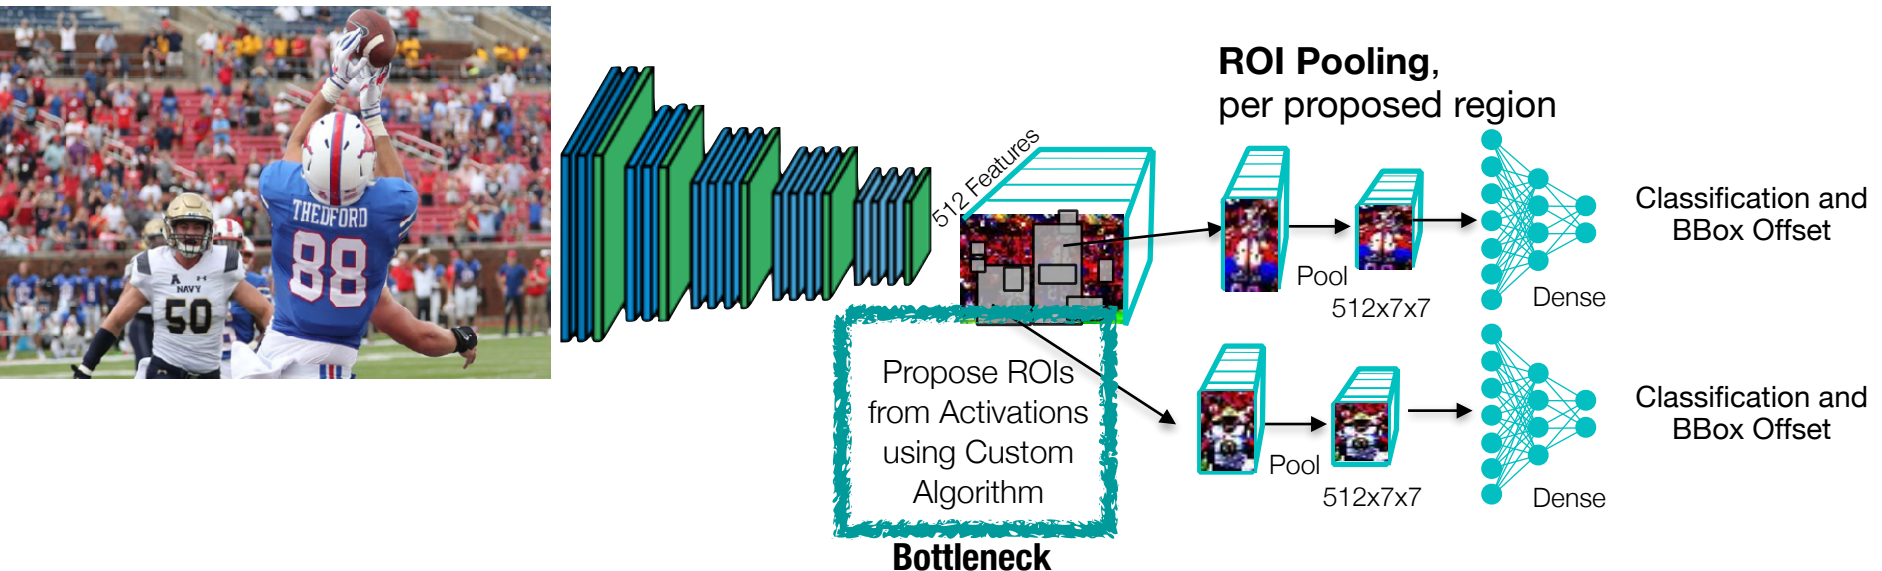 THEDFORD
88
A
NAVY
50
512 Features
ROI Pooling,
per proposed region
Pool
512x7x7
Dense
Classification and
BBox Offset
Propose ROIs
from Activations
using Custom
Algorithm
Bottleneck
Pool
512x7x7
Dense
Classification and
BBox Offset